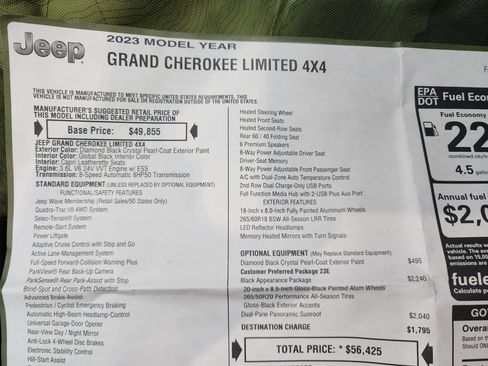 Jeep
2023 MODEL YEAR
GRAND CHEROKEE LIMITED 4X4
THIS VEHICLE IS MANUFACTURED TO MEET SPECIFIC UNITED STATES REQUIREMENTS. THIS
VEHICLE IS NOT MANUFACTURED FOR SALE OR REGISTRATION OUTSIDE OF THE UNITED STATES.
MANUFACTURER'S SUGGESTED RETAIL PRICE OF
THIS MODEL INCLUDING DEALER PREPARATION
Base Price: $49,855
JEEP GRAND CHEROKEE LIMITED 4X4
Exterior Color: Diamond Black Crystal Pearl-Coat Exterior Paint
Interior Color: Global Black Interior Color
Interior: Capri Leatherette Seats
Engine: 3.6L V6 24V VVT Engine w/ ESS
Transmission: 8-Speed Automatic 8HP50 Transmission
STANDARD EQUIPMENT (UNLESS REPLACED BY OPTIONAL EQUIPMENT)
FUNCTIONAL/SAFETY FEATURES
Jeep Wave Membership (Retail Sales/50 States Only)
Quadra-Trac I® 4WD System
Selec-Terrain® System
Remote-Start System
Power Liftgate
Adaptive Cruise Control with Stop and Go
Active Lane-Management System
Full-Speed Forward-Collision Warning Plus
ParkView® Rear Back-Up Camera
ParkSense® Rear Park-Assist with Stop
Blind-Spot and Cross-Path Detection
Advanced Brake-Assist
Pedestrian / Cyclist Emergency Braking
Automatic High-Beam Headlamp-Control
Universal Garage-Door Opener
Rear-View Day / Night Mirror
Anti-Lock 4-Wheel Disc Brakes
Electronic Stability Control
Hill-Start Assist
Heated Steering Wheel
Heated Front Seats
Heated Second-Row Seats
Rear 60 / 40 Folding Seat
6 Premium Speakers
8-Way Power Adjustable Driver Seat
Driver-Seat Memory
8-Way Power Adjustable Front Passenger Seat
A/C with Dual-Zone Auto Temperature Control
2nd Row Dual Charge-Only USB Ports
Full Function Media Hub with 2-USB Plus Aux Port
EXTERIOR FEATURES
18-Inch x 8.0-Inch Fully Painted Aluminum Wheels
265/60R18 BSW All-Season LRR Tires
LED Reflector Headlamps
Memory Heated Mirrors with Turn Signals
OPTIONAL EQUIPMENT (May Replace Standard Equipment)
Diamond Black Crystal Pearl-Coat Exterior Paint $495
Customer Preferred Package 23E
Black Appearance Package $2,240
20-inch x 8.5-inch Gloss-Black Painted Alum Wheels
265/50R20 Performance All-Season Tires
Gloss-Black Exterior Accents
Dual-Pane Panoramic Sunroof $2,040
DESTINATION CHARGE $1,795
TOTAL PRICE: * $56,425
EPA
DOT
Fuel Econ
Fuel Economy
22
combined city/h
4.5 gallo
Annual fuel
$2,0
Actual results w
fuele
Calculate pers
Overal
Based on th
Should ONL